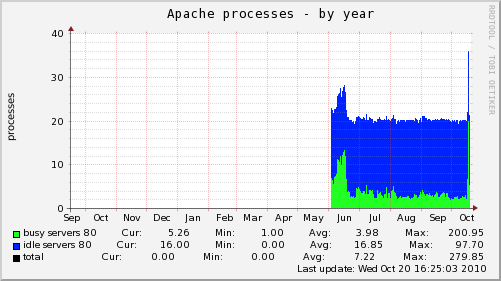 Apache processes - by year
RRDTOOL / TOBI OETIKER
processes
40
30
20
10
0
Sep Oct Nov Dec Jan Feb Mar Apr May Jun Jul Aug Sep Oct
busy servers 80 Cur: 5.26 Min: 1.00 Avg: 3.98 Max: 200.95
idle servers 80 Cur: 16.00 Min: 0.00 Avg: 16.85 Max: 97.70
total Cur: 0.00 Min: 0.00 Avg: 7.22 Max: 279.85
Last update: Wed Oct 20 16:25:03 2010